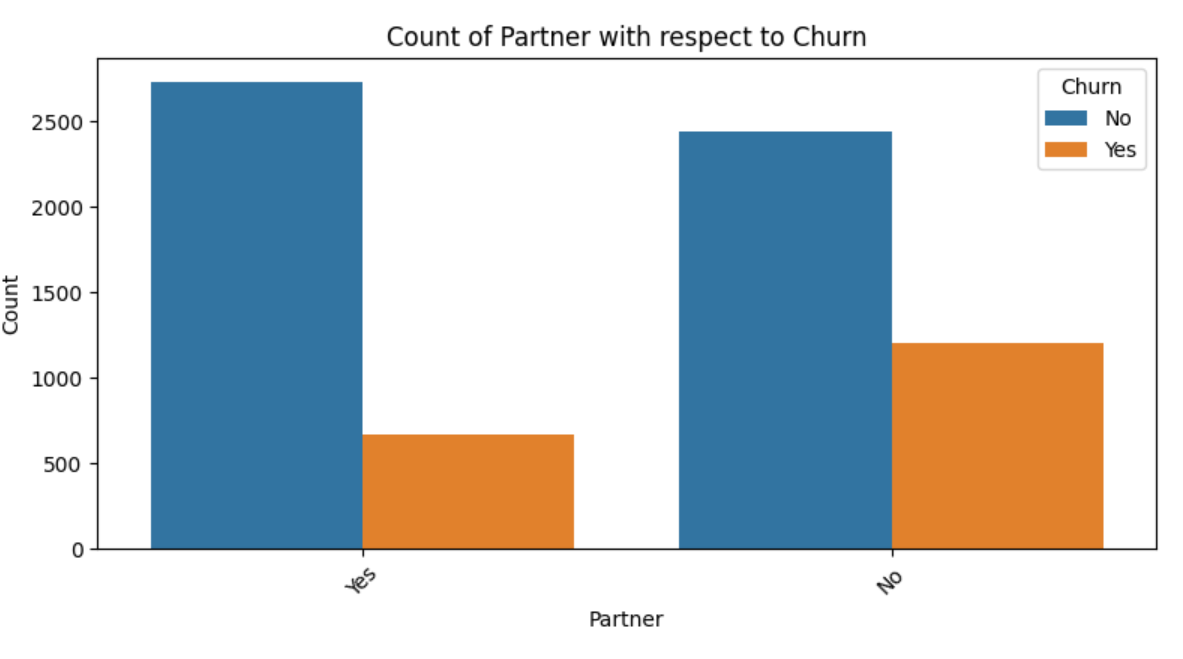 Count of Partner with respect to Churn
Churn
No
Yes
Count
2500
2000
1500
1000
500
0
Yes
No
Partner